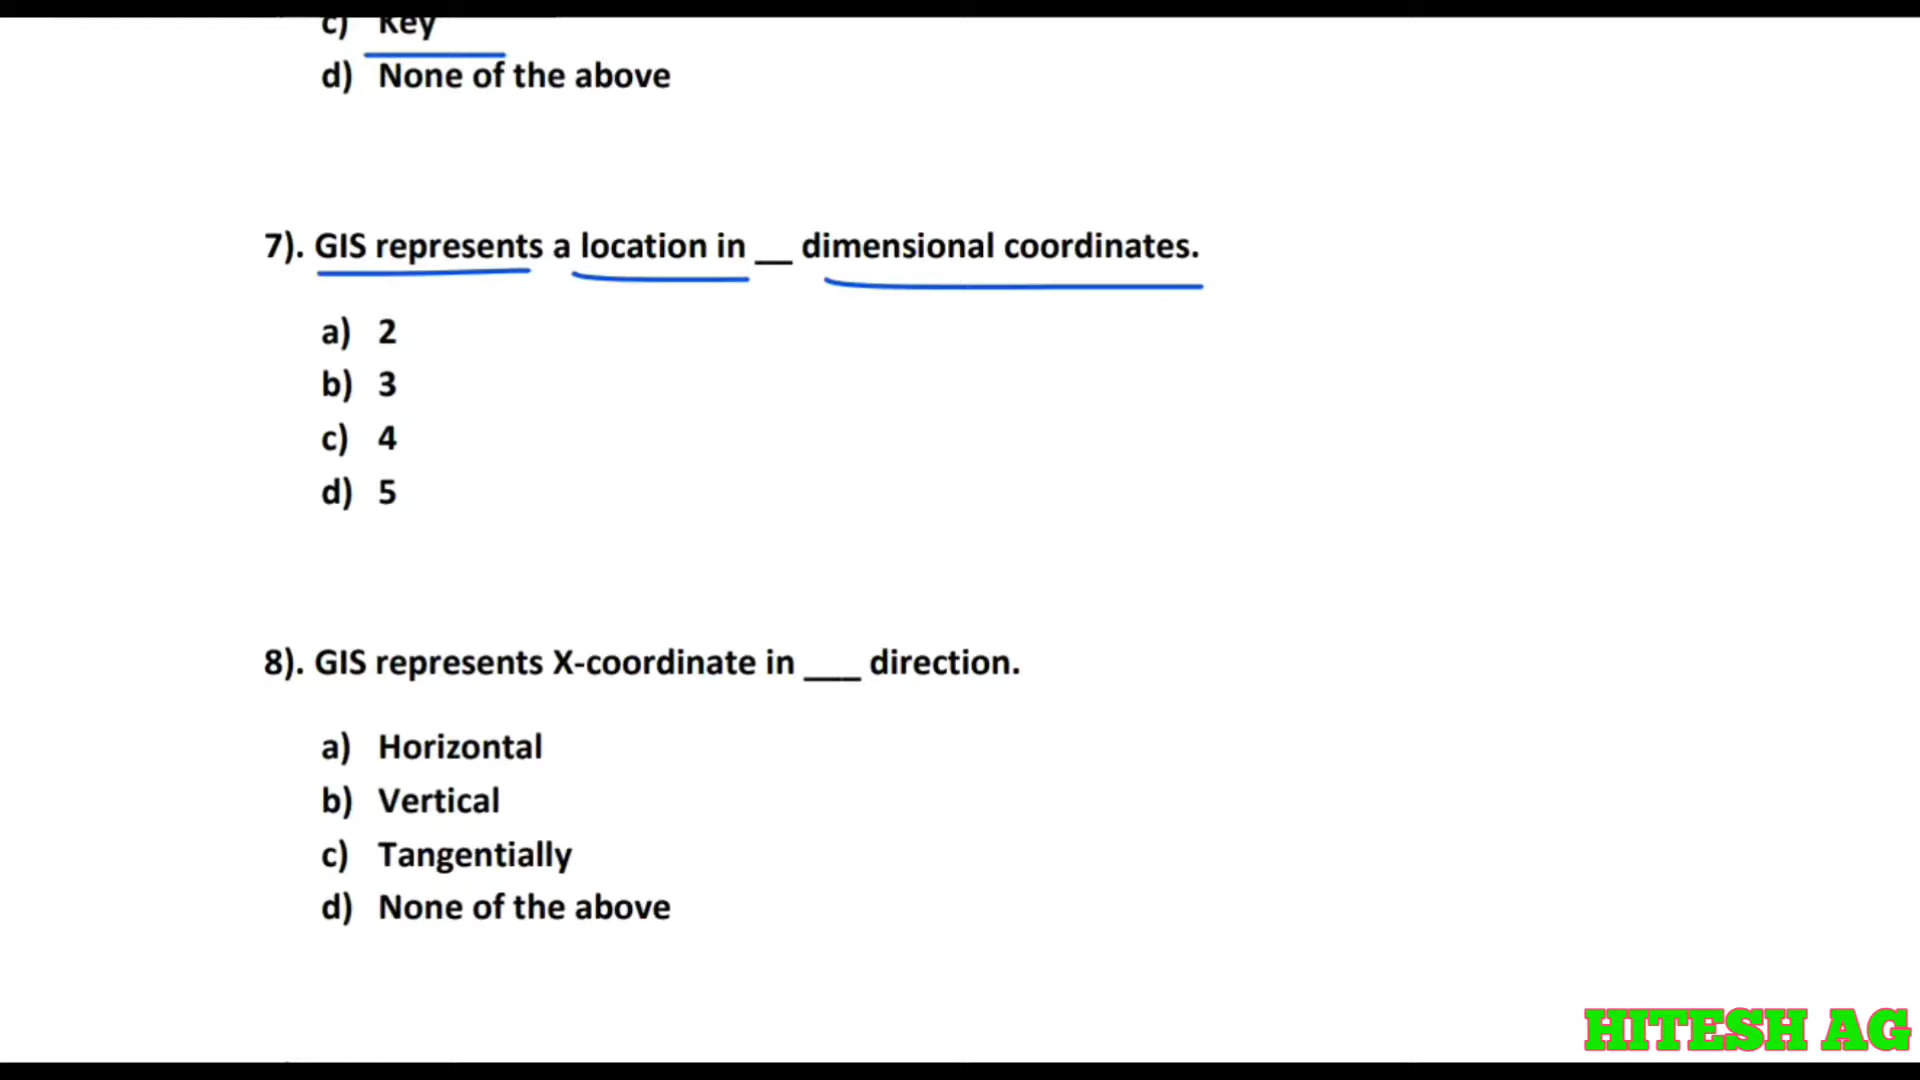 c) Key
d) None of the above
7). GIS represents a location in __ dimensional coordinates.
a) 2
b) 3
c) 4
d) 5
8). GIS represents X-coordinate in ___ direction.
a) Horizontal
b) Vertical
c) Tangentially
d) None of the above
HITESH AG